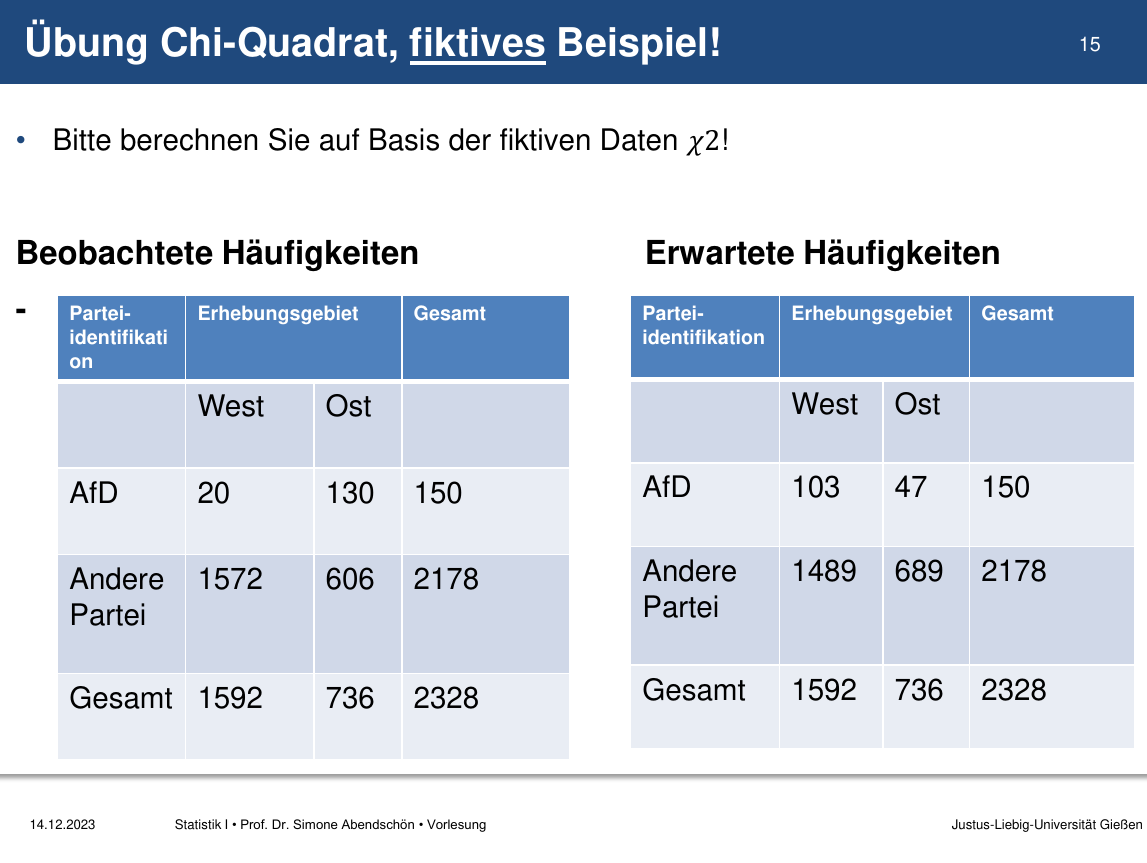 Übung Chi-Quadrat, fiktives Beispiel!
15
• Bitte berechnen Sie auf Basis der fiktiven Daten 𝜒2!
Beobachtete Häufigkeiten
-
Partei- Erhebungsgebiet Gesamt
identifikati
on
West Ost
AfD 20 130 150
Andere 1572 606 2178
Partei
Gesamt 1592 736 2328
Erwartete Häufigkeiten
Partei- Erhebungsgebiet Gesamt
identifikation
West Ost
AfD 103 47 150
Andere 1489 689 2178
Partei
Gesamt 1592 736 2328
14.12.2023 Statistik I • Prof. Dr. Simone Abendschön • Vorlesung Justus-Liebig-Universität Gießen